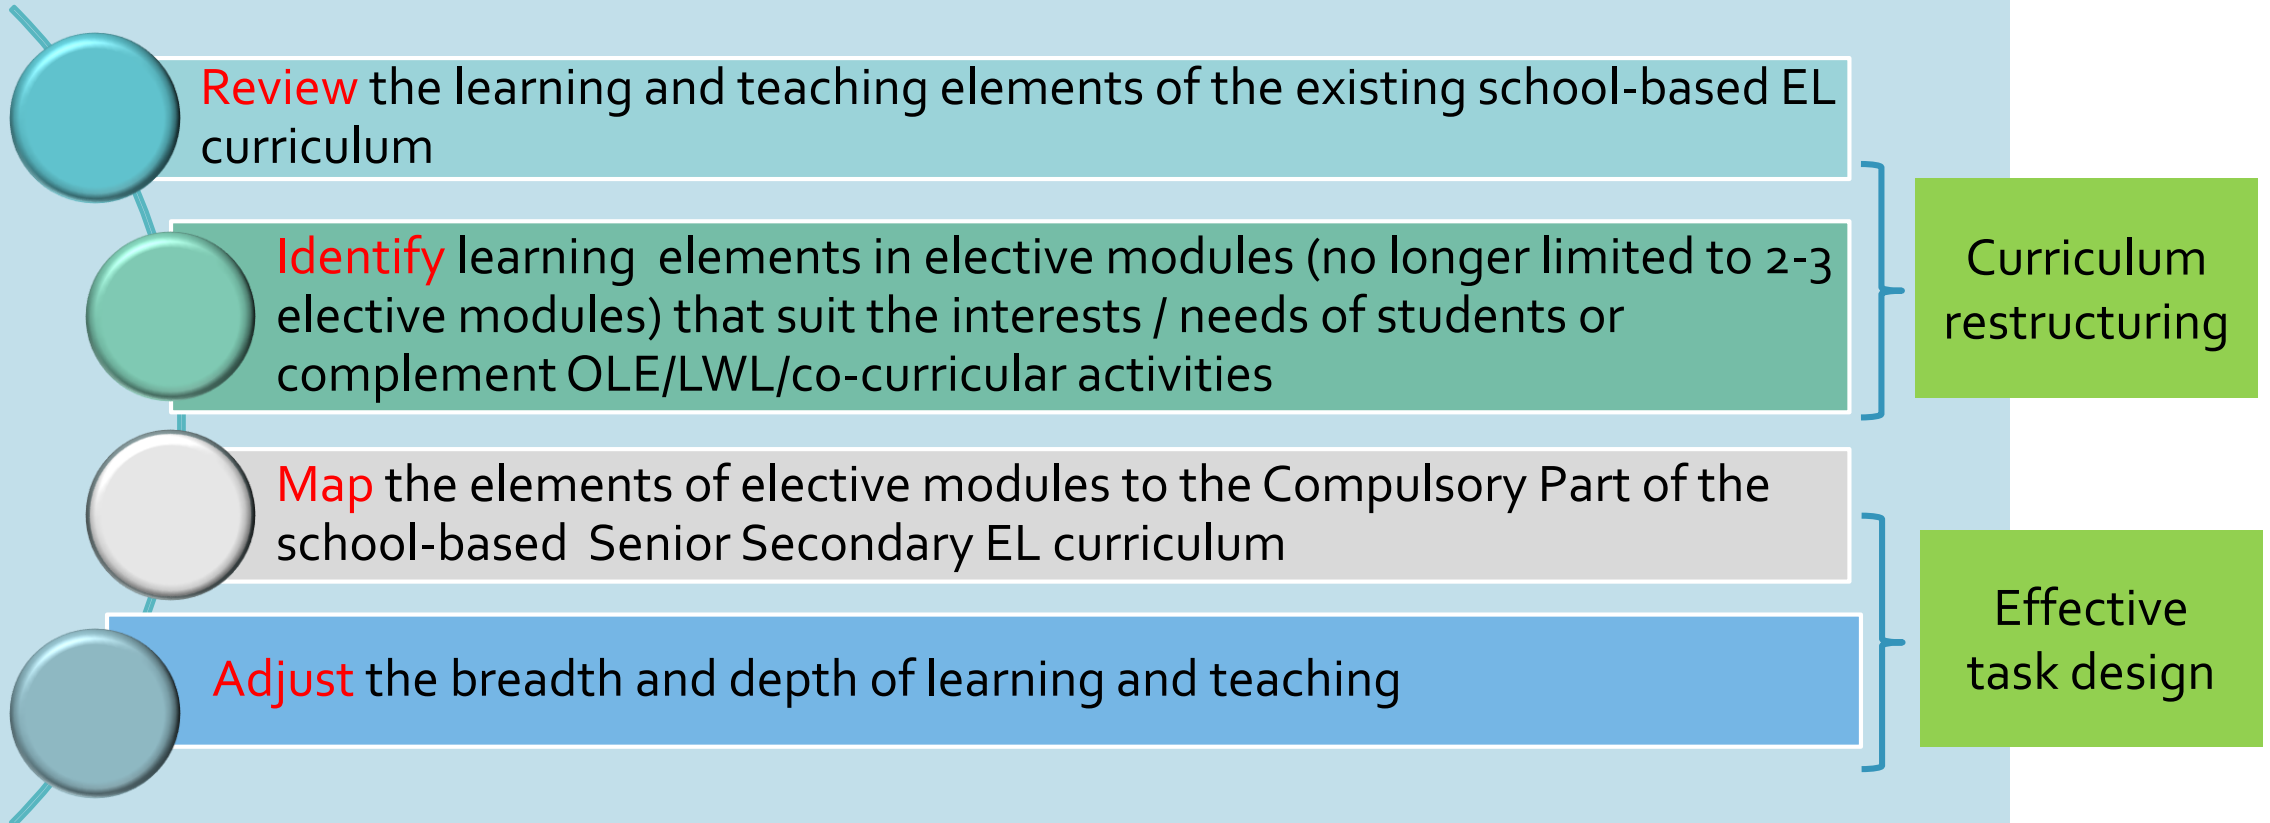 Review the learning and teaching elements of the existing school-based EL
curriculum
Identify learning  elements in elective modules (no longer limited to 2-3
elective modules) that suit the interests / needs of students or
complement OLE/LWL/co-curricular activities
Curriculum
restructuring
Map the elements of elective modules to the Compulsory Part of the
school-based  Senior Secondary EL curriculum
Adjust the breadth and depth of learning and teaching
Effective
task design